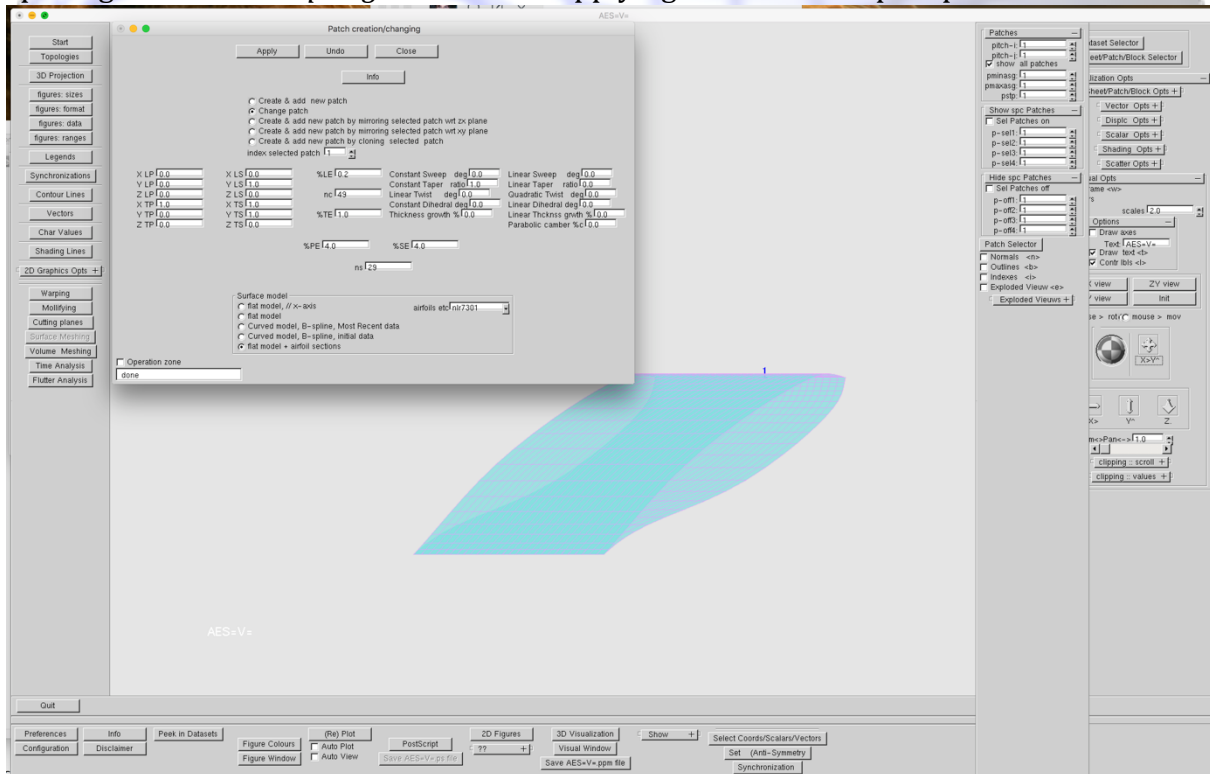 AES=V=
Patch creation/changing
Apply Undo Close
Info
Create & add new patch
Change patch
Create & add new patch by mirroring selected patch wrt zx plane
Create & add new patch by mirroring selected patch wrt xy plane
Create & add new patch by cloning selected patch
index selected patch 1
X LP 0.0 X LS 0.0 %LE 0.2 Constant Sweep deg 0.0 Linear Sweep deg 0.0
Y LP 0.0 Y LS 1.0 Constant Taper ratio 1.0 Linear Taper ratio 0.0
Z LP 0.0 Z LS 0.0 nc 49 Linear Twist deg 0.0 Quadratic Twist deg 0.0
X TP 1.0 X TS 1.0 Constant Dihedral deg 0.0 Linear Dihedral deg 0.0
Y TP 0.0 Y TS 1.0 %TE 1.0 Thickness growth % 0.0 Linear Thcknss grwth % 0.0
Z TP 0.0 Z TS 0.0 Parabolic camber %c 0.0
%PE 4.0 %SE 4.0
ns 29
Surface model
flat model, // x-axis airfoils etc nlr7301
flat model
Curved model, B-spline, Most Recent data
Curved model, B-spline, initial data
flat model + airfoil sections
Operation zone
done
Start
Topologies
3D Projection
figures: sizes
figures: format
figures: data
figures: ranges
Legends
Synchronizations
Contour Lines
Vectors
Char Values
Shading Lines
2D Graphics Opts +
Warping
Mollifying
Cutting planes
Surface Meshing
Volume Meshing
Time Analysis
Flutter Analysis
1
AES=V=
Patches –
pitch-i: 1
pitch-j: 1
show all patches
pminasg: 1
pmaxasg: 1
pstp: 1
Show spc Patches –
Sel Patches on
p-sel1: 1
p-sel2: 1
p-sel3: 1
p-sel4: 1
Hide spc Patches –
Sel Patches off
p-off1: 1
p-off2: 1
p-off3: 1
p-off4: 1
Patch Selector
Normals <n>
Outlines <b>
Indexes <i>
Exploded Vieuw <e>
Exploded Vieuws +
Selector
Selector
Opts –
Opts +
Vector Opts +
Displc Opts +
Scalar Opts +
Shading Opts +
Scatter Opts +
Opts –
<w>
scales 2.0
Options –
Draw axes
Text: AES=V=
Draw text <t>
Contr lbls <l>
view ZY view
view Init
mouse > mov
X>Y^
X> Y^ Z.
1.0
clipping :: scroll +
clipping :: values +
Quit
Preferences Info Peek in Datasets (Re) Plot 2D Figures 3D Visualization Show +
Configuration Disclaimer Figure Colours Auto Plot PostScript ?? + Visual Window Select Coords/Scalars/Vectors
Figure Window Auto View Save AES=V= ps file Save AES=V= ppm file Set (Anti-Symmetry
Synchronization